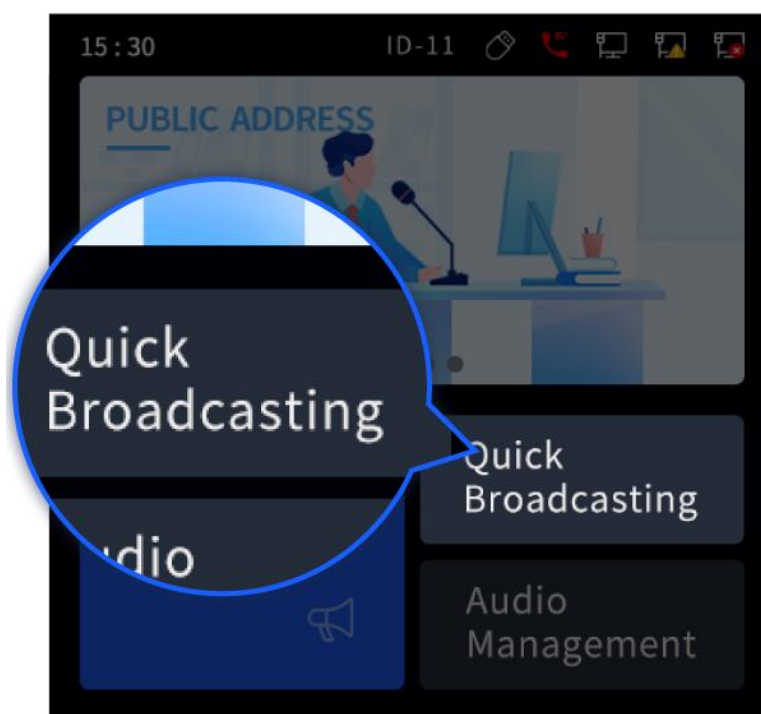 15:30 ID-11
PUBLIC ADDRESS
Quick
Broadcasting
Quick
Broadcasting
udio
Audio
Management